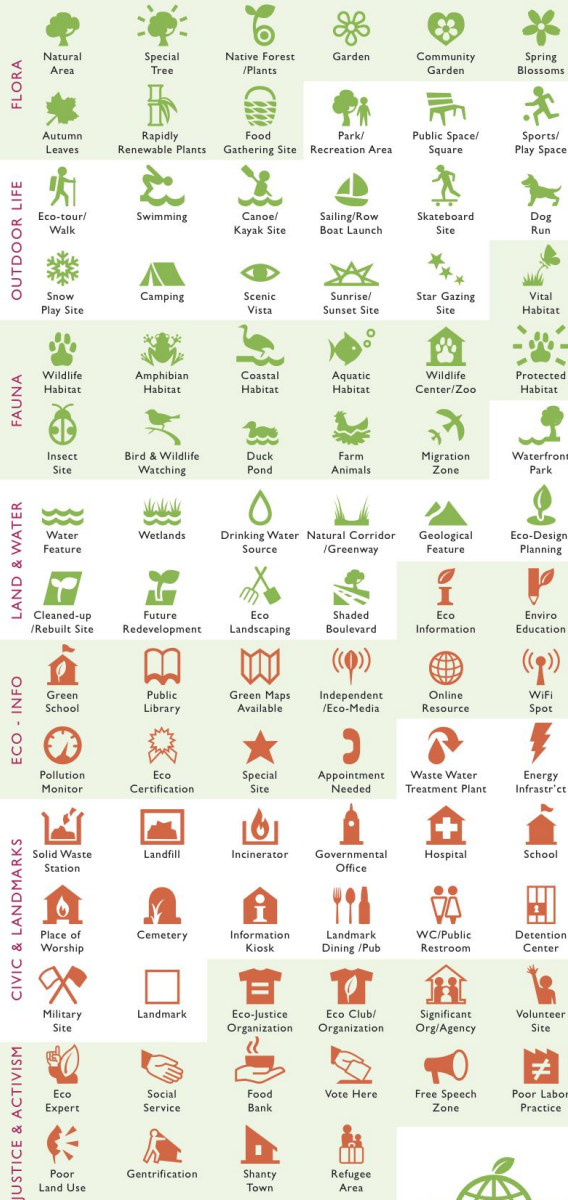 FLORA
Natural
Area
Special
Tree
Native Forest
/Plants
Garden
Community
Garden
Spring
Blossoms
Autumn
Leaves
Rapidly
Renewable Plants
Food
Gathering Site
Park/
Recreation Area
Public Space/
Square
Sports/
Play Space
OUTDOOR LIFE
Eco-tour/
Walk
Swimming
Canoe/
Kayak Site
Sailing/Row
Boat Launch
Skateboard
Site
Dog
Run
Snow
Play Site
Camping
Scenic
Vista
Sunrise/
Sunset Site
Star Gazing
Site
Vital
Habitat
FAUNA
Wildlife
Habitat
Amphibian
Habitat
Coastal
Habitat
Aquatic
Habitat
Wildlife
Center/Zoo
Protected
Habitat
Insect
Site
Bird & Wildlife
Watching
Duck
Pond
Farm
Animals
Migration
Zone
Waterfront
Park
LAND & WATER
Water
Feature
Wetlands
Drinking Water
Source
Natural Corridor
/Greenway
Geological
Feature
Eco-Design
Planning
Cleaned-up
/Rebuilt Site
Future
Redevelopment
Eco
Landscaping
Shaded
Boulevard
Eco
Information
Enviro
Education
ECO - INFO
Green
School
Public
Library
Green Maps
Available
Independent
/Eco-Media
Online
Resource
WiFi
Spot
Pollution
Monitor
Eco
Certification
Special
Site
Appointment
Needed
Waste Water
Treatment Plant
Energy
Infrastr'ct
CIVIC & LANDMARKS
Solid Waste
Station
Landfill
Incinerator
Governmental
Office
Hospital
School
Place of
Worship
Cemetery
Information
Kiosk
Landmark
Dining /Pub
WC/Public
Restroom
Detention
Center
Military
Site
Landmark
Eco-Justice
Organization
Eco Club/
Organization
Significant
Org/Agency
Volunteer
Site
JUSTICE & ACTIVISM
Eco
Expert
Social
Service
Food
Bank
Vote Here
Free Speech
Zone
Poor Labor
Practice
Poor
Land Use
Gentrification
Shanty
Town
Refugee
Area